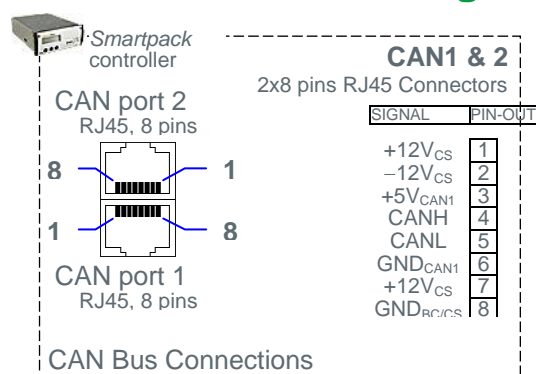 Smartpack
controller
CAN1 & 2
2x8 pins RJ45 Connectors
CAN port 2
RJ45, 8 pins
8 1
1 8
CAN port 1
RJ45, 8 pins
SIGNAL PIN-OUT
+12VCS 1
−12VCS 2
+5VCAN1 3
CANH 4
CANL 5
GNDCAN1 6
+12VCS 7
GNDBC/CS 8
CAN Bus Connections